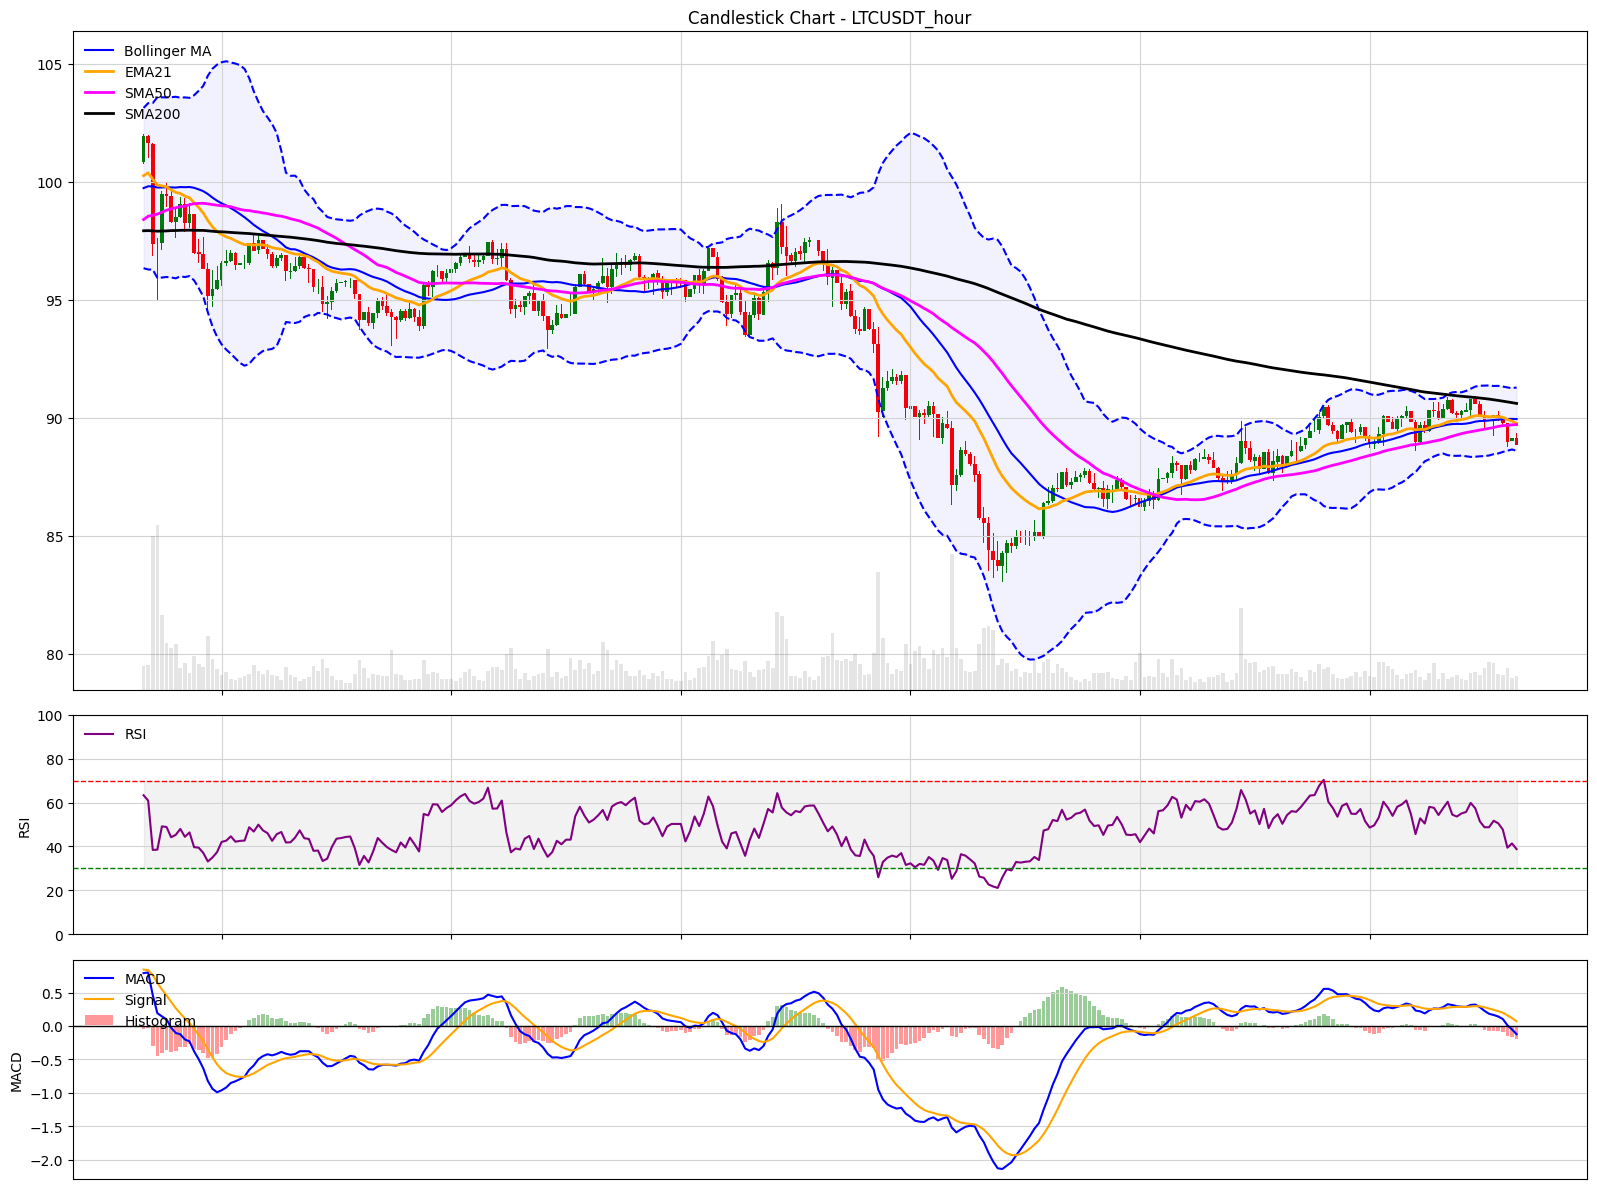 Candlestick Chart - LTCUSDT_hour
Bollinger MA
EMA21
SMA50
SMA200
105
100
95
90
85
80
RSI
RSI
100
80
60
40
20
0
MACD
Signal
Histogram
MACD
0.5
0.0
−0.5
−1.0
−1.5
−2.0